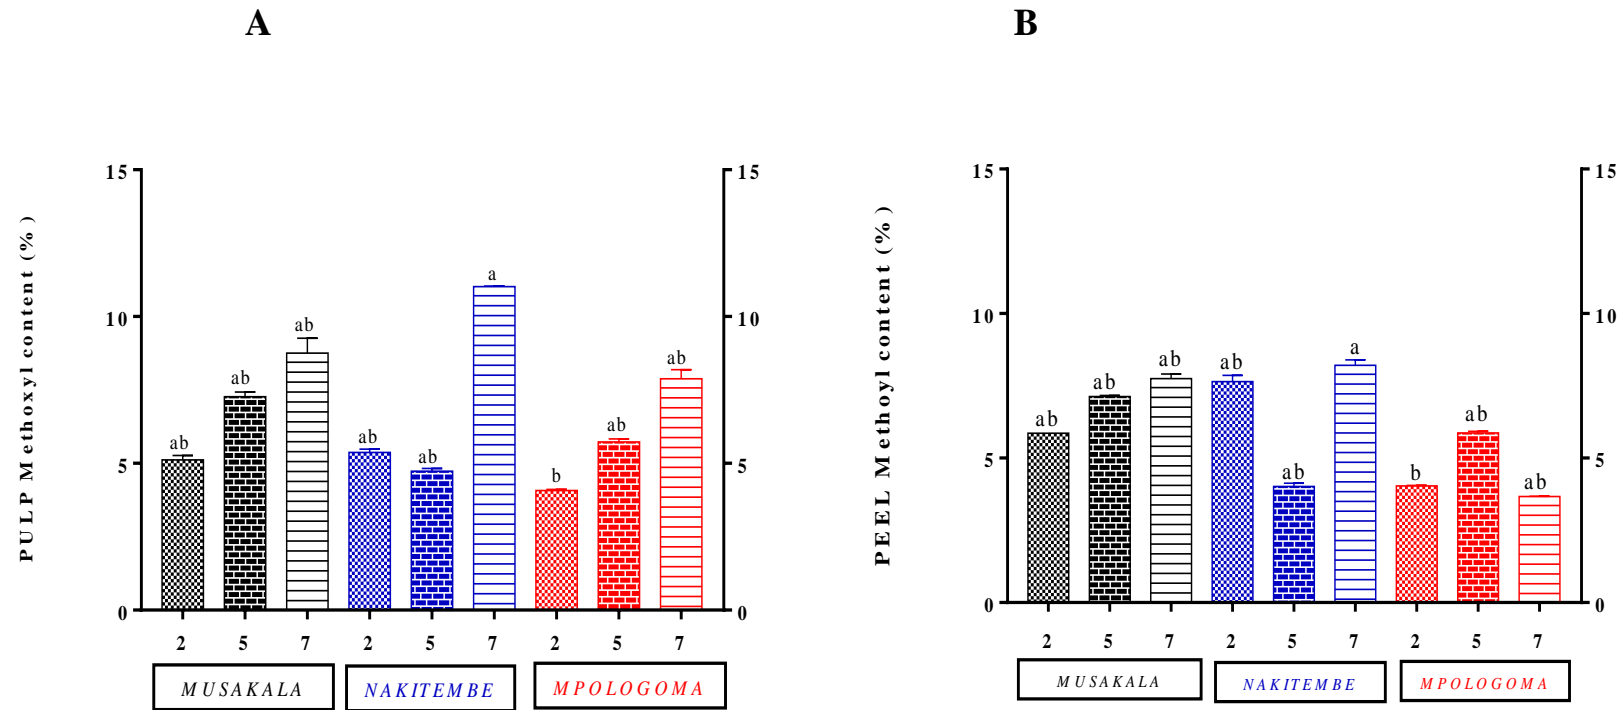 A
PULP Methoxyl content (%)
15
10
5
0
15
10
5
0
ab
ab
ab
ab
ab
a
b
ab
ab
2 5 7 2 5 7 2 5 7
MUSAKALA NAKITEMBE MPOLOGOMA
B
PEEL Methoyl content (%)
15
10
5
0
15
10
5
0
ab
ab
ab
ab
ab
a
b
ab
ab
2 5 7 2 5 7 2 5 7
MUSAKALA NAKITEMBE MPOLOGOMA